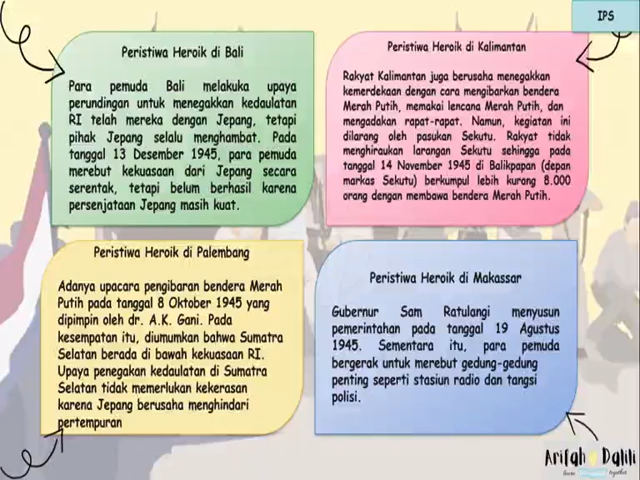 IPS
Peristiwa Heroik di Bali
Para pemuda Bali melakuka upaya
perundingan untuk menegakkan kedaulatan
RI telah mereka dengan Jepang, tetapi
pihak Jepang selalu menghambat. Pada
tanggal 13 Desember 1945, para pemuda
merebut kekuasaan dari Jepang secara
serentak, tetapi belum berhasil karena
persenjataan Jepang masih kuat.
Peristiwa Heroik di Kalimantan
Rakyat Kalimantan juga berusaha menegakkan
kemerdekaan dengan cara mengibarkan bendera
Merah Putih, memakai lencana Merah Putih, dan
mengadakan rapat-rapat. Namun, kegiatan ini
dilarang oleh pasukan Sekutu. Rakyat tidak
menghiraukan larangan Sekutu sehingga pada
tanggal 14 November 1945 di Balikpapan (depan
markas Sekutu) berkumpul lebih kurang 8.000
orang dengan membawa bendera Merah Putih.
Peristiwa Heroik di Palembang
Adanya upacara pengibaran bendera Merah
Putih pada tanggal 8 Oktober 1945 yang
dipimpin oleh dr. A.K. Gani. Pada
kesempatan itu, diumumkan bahwa Sumatra
Selatan berada di bawah kekuasaan RI.
Upaya penegakan kedaulatan di Sumatra
Selatan tidak memerlukan kekerasan
karena Jepang berusaha menghindari
pertempuran
Peristiwa Heroik di Makassar
Gubernur Sam Ratulangi menyusun
pemerintahan pada tanggal 19 Agustus
1945. Sementara itu, para pemuda
bergerak untuk merebut gedung-gedung
penting seperti stasiun radio dan tangsi
polisi.
Arifah Dalili